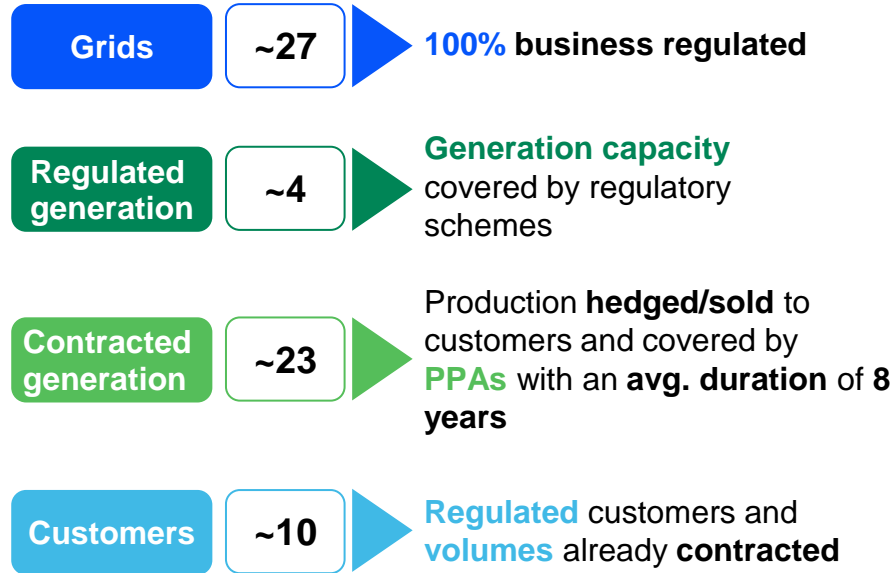 Grids
~27
100% business regulated
Regulated
generation
~4
Generation capacity
covered by regulatory
schemes
Contracted
generation
~23
Production hedged/sold to
customers and covered by
PPAs with an avg. duration of 8
years
Customers
~10
Regulated customers and
volumes already contracted